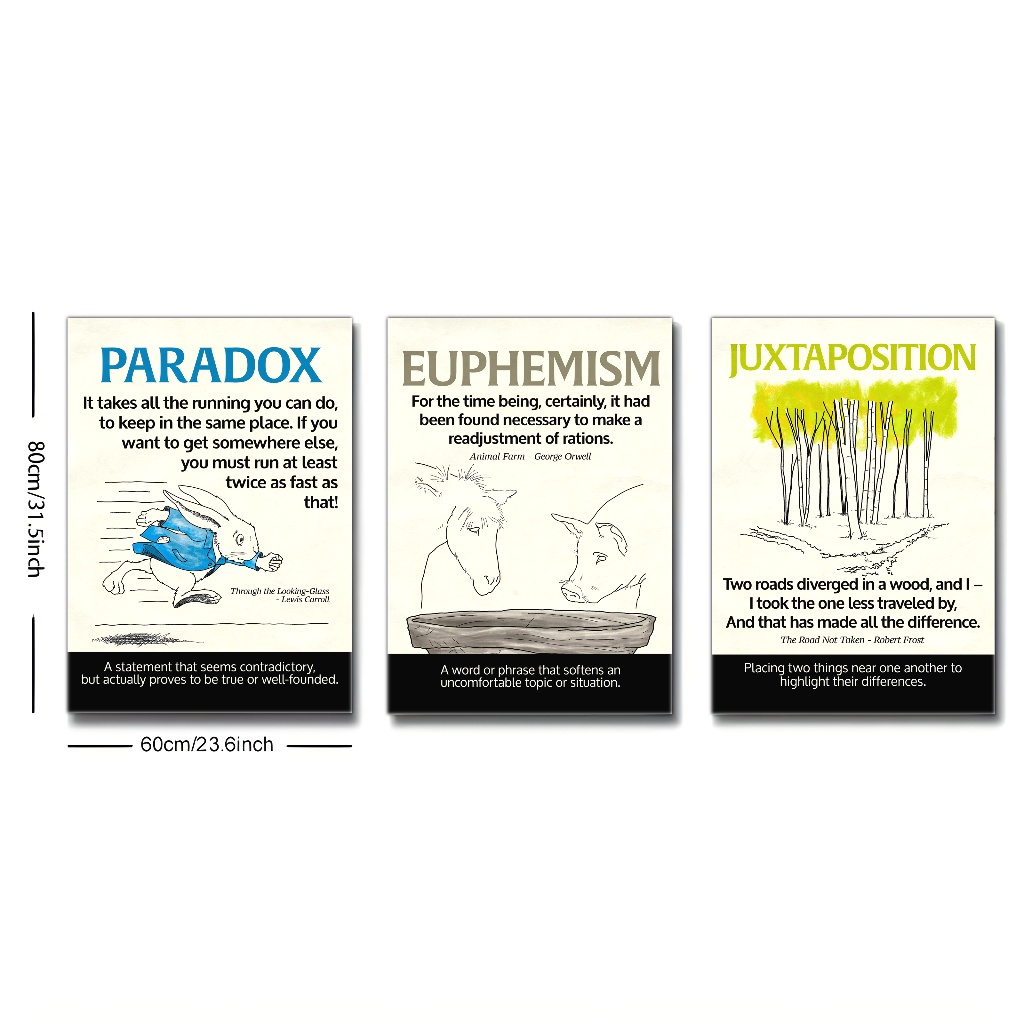 80cm/31.5inch
PARADOX
It takes all the running you can do,
to keep in the same place. If you
want to get somewhere else,
you must run at least
twice as fast as
that!
Through the Looking-Glass
- Lewis Carroll
A statement that seems contradictory,
but actually proves to be true or well-founded.
60cm/23.6inch
EUPHEMISM
For the time being, certainly, it had
been found necessary to make a
readjustment of rations.
Animal Farm - George Orwell
A word or phrase that softens an
uncomfortable topic or situation.
JUXTAPOSITION
Two roads diverged in a wood, and I –
I took the one less traveled by,
And that has made all the difference.
The Road Not Taken - Robert Frost
Placing two things near one another to
highlight their differences.